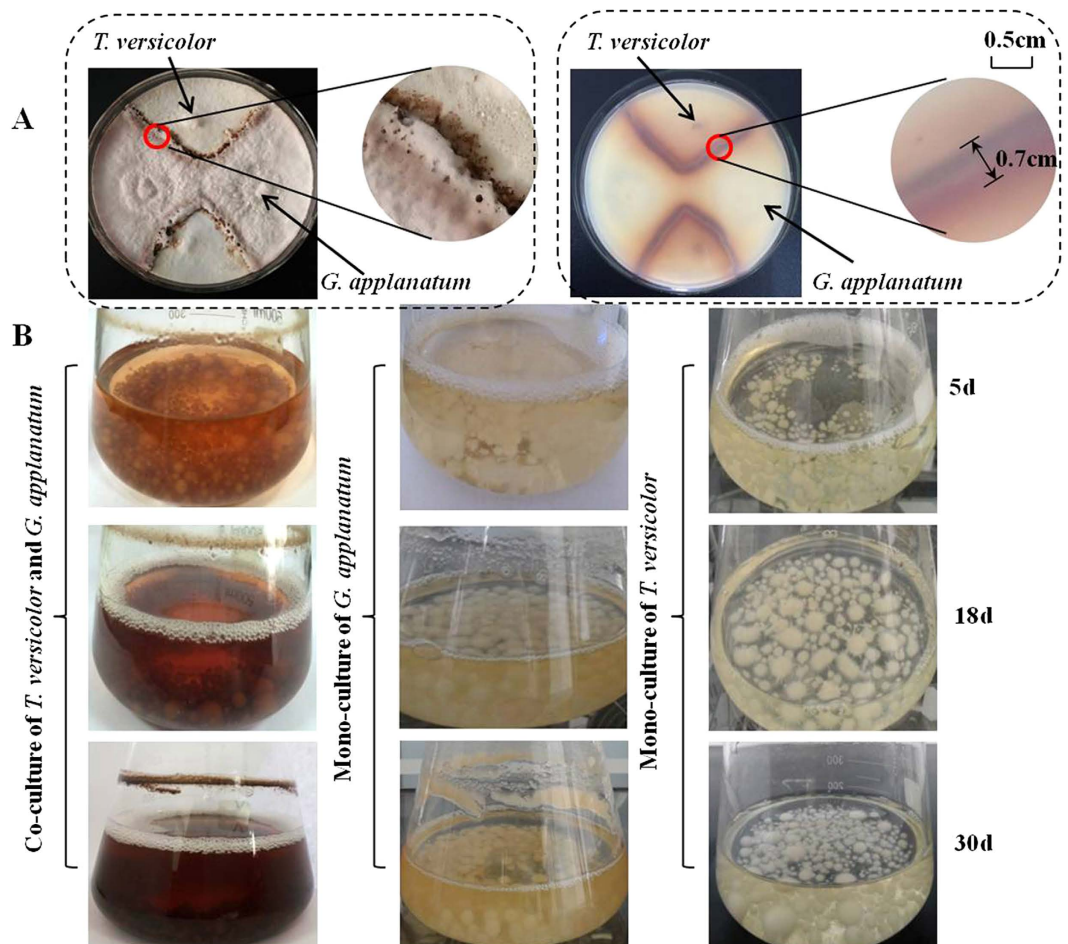 A
T. versicolor
G. applanatum
T. versicolor
0.5cm
0.7cm
G. applanatum
B
Co-culture of T. versicolor and G. applanatum
Mono-culture of G. applanatum
Mono-culture of T. versicolor
5d
18d
30d
300